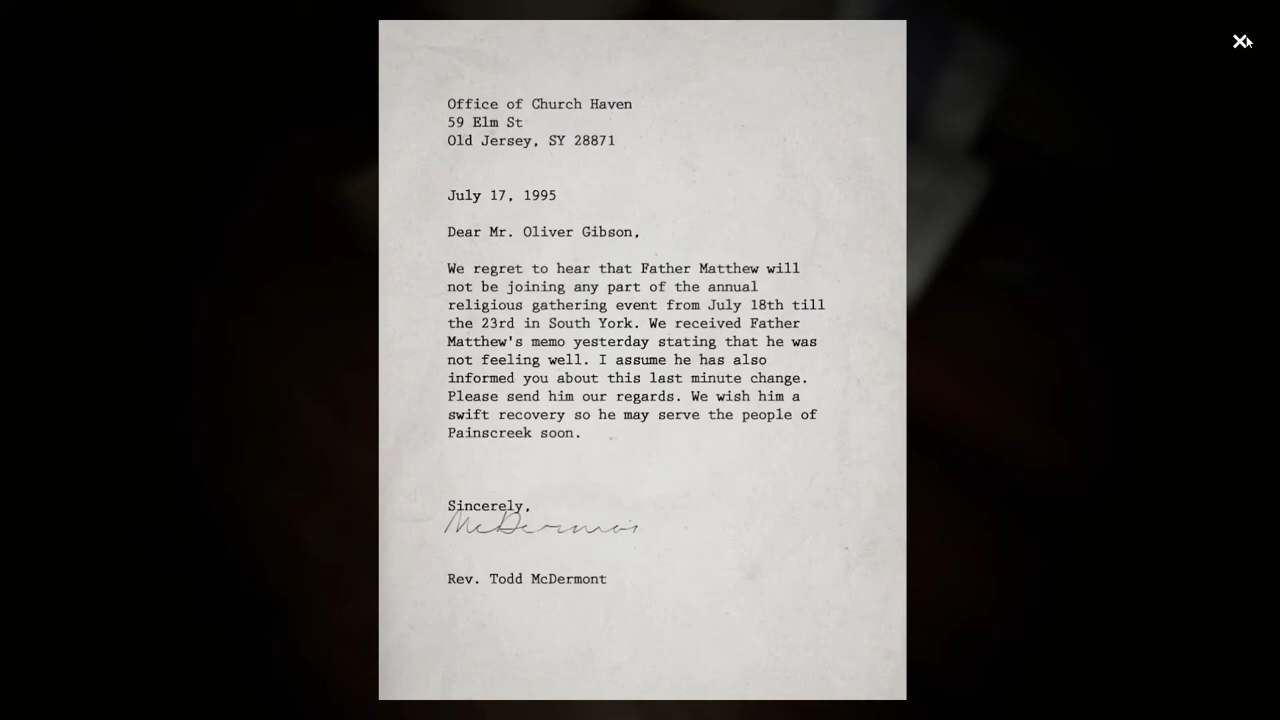 Office of Church Haven
59 Elm St
Old Jersey, SY 28871
July 17, 1995
Dear Mr. Oliver Gibson,
We regret to hear that Father Matthew will
not be joining any part of the annual
religious gathering event from July 18th till
the 23rd in South York. We received Father
Matthew's memo yesterday stating that he was
not feeling well. I assume he has also
informed you about this last minute change.
Please send him our regards. We wish him a
swift recovery so he may serve the people of
Painscreek soon.
Sincerely,
Rev. Todd McDermont